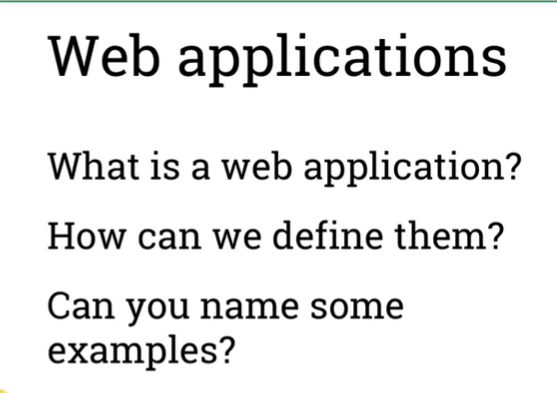 Web applications
What is a web application?
How can we define them?
Can you name some
examples?